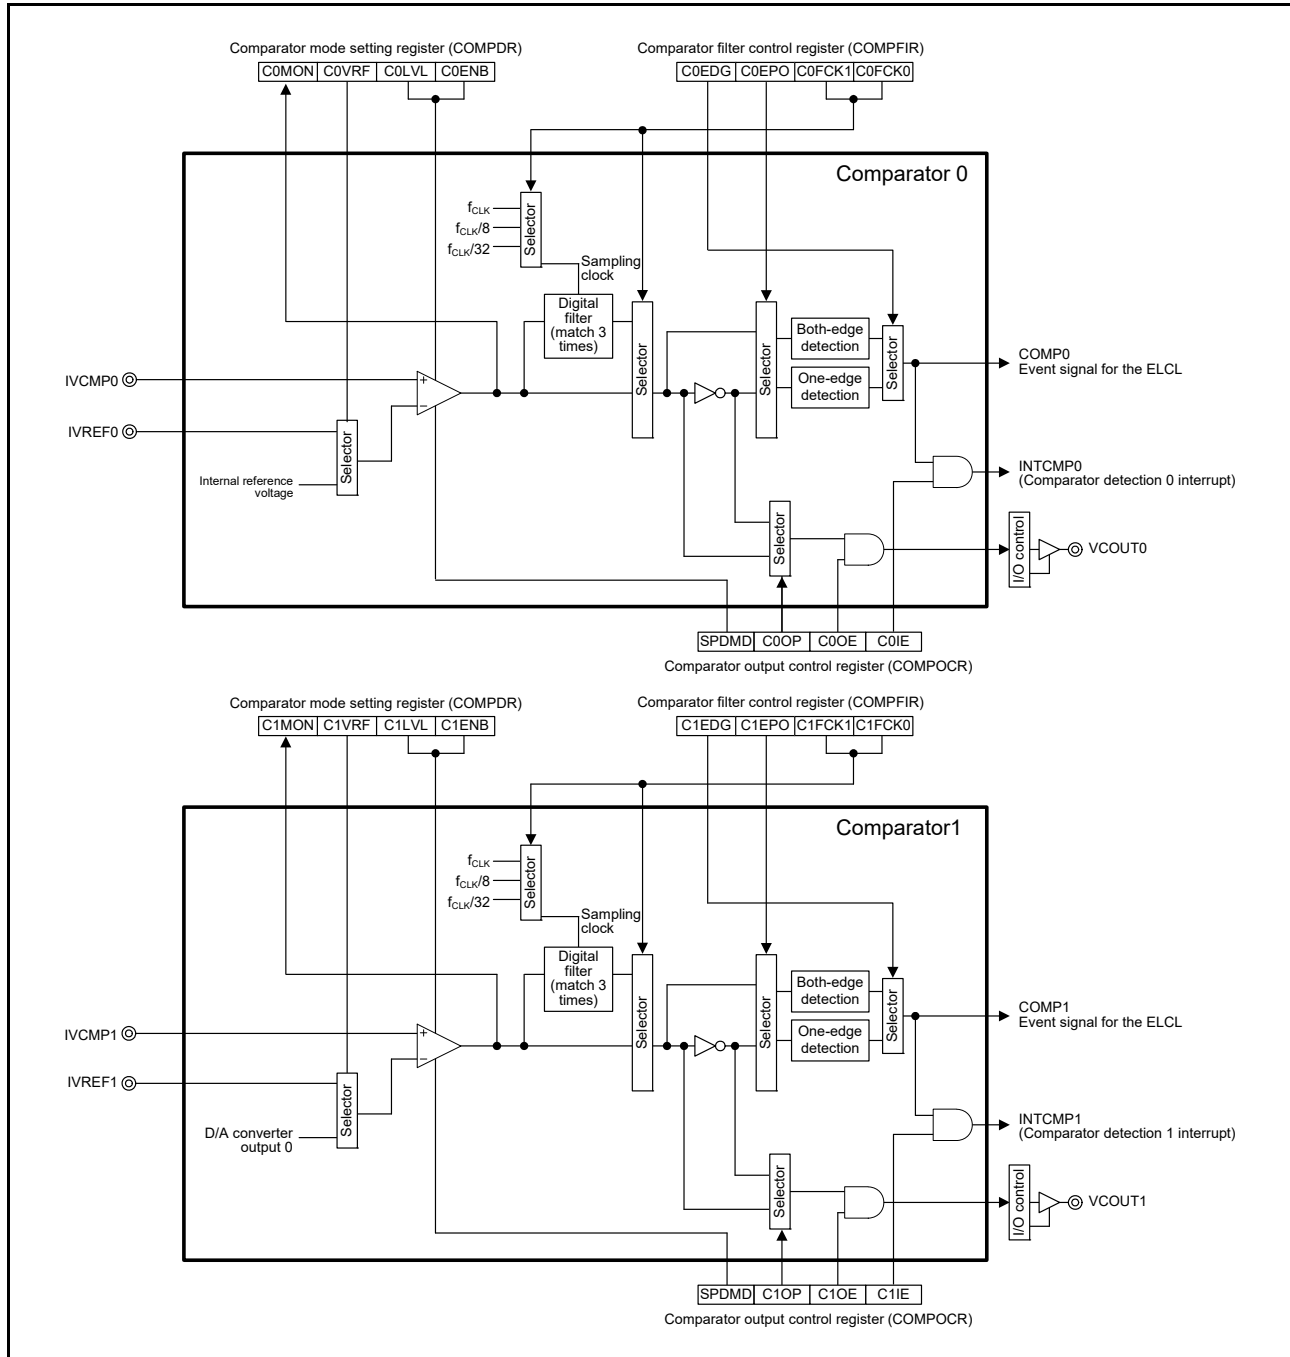 Comparator mode setting register (COMPDR)
C0MON C0VRF C0LVL C0ENB
Comparator filter control register (COMPFIR)
C0EDG C0EPO C0FCK1 C0FCK0
Comparator 0
fCLK
fCLK/8
fCLK/32
Selector
Sampling
clock
Digital
filter
(match 3
times)
Selector
Selector
Both-edge
detection
One-edge
detection
Selector
COMP0
Event signal for the ELCL
IVCMP0
+
−
IVREF0
Selector
Internal reference
voltage
INTCMP0
(Comparator detection 0 interrupt)
Selector
I/O control
VCOUT0
SPDMD C0OP C0OE C0IE
Comparator output control register (COMPOCR)
Comparator mode setting register (COMPDR)
C1MON C1VRF C1LVL C1ENB
Comparator filter control register (COMPFIR)
C1EDG C1EPO C1FCK1 C1FCK0
Comparator1
fCLK
fCLK/8
fCLK/32
Selector
Sampling
clock
Digital
filter
(match 3
times)
Selector
Selector
Both-edge
detection
One-edge
detection
Selector
COMP1
Event signal for the ELCL
IVCMP1
+
−
IVREF1
Selector
D/A converter
output 0
INTCMP1
(Comparator detection 1 interrupt)
Selector
I/O control
VCOUT1
SPDMD C1OP C1OE C1IE
Comparator output control register (COMPOCR)